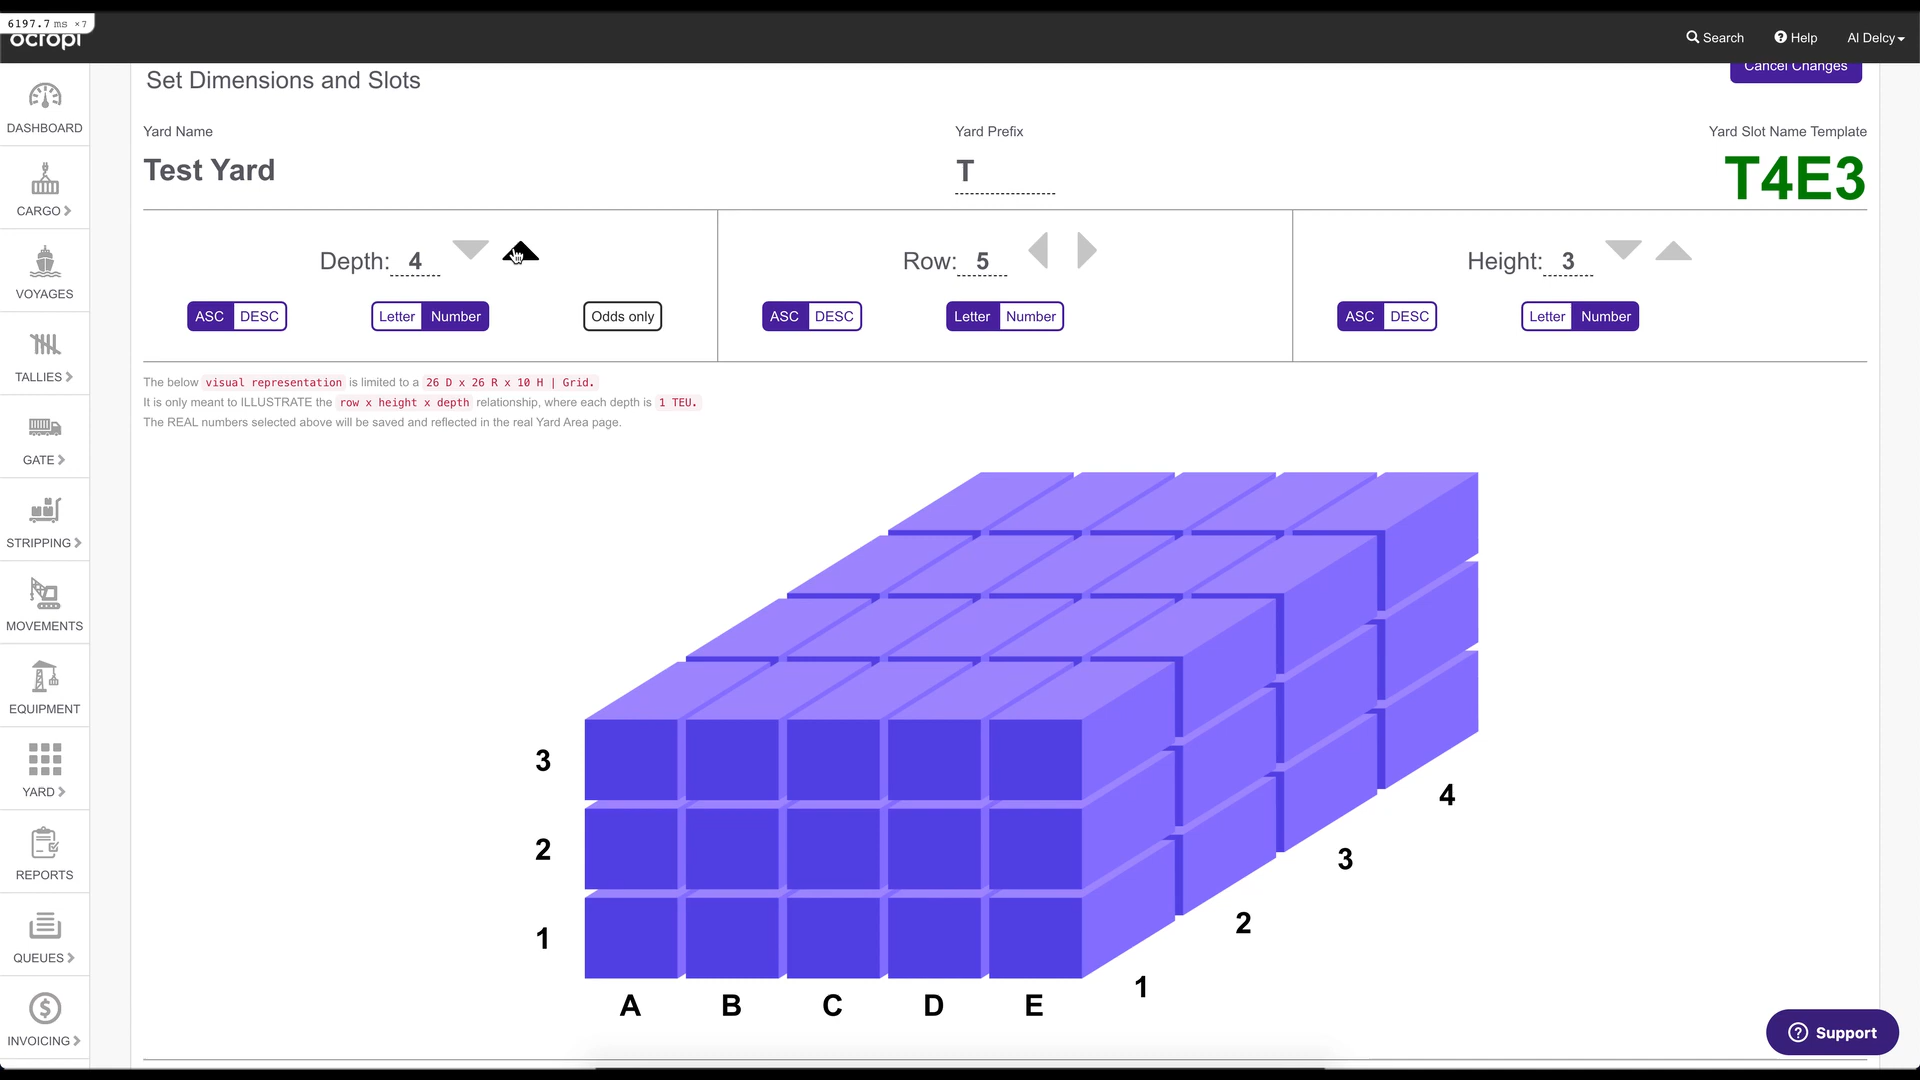 6197.7 ms ×7
octopi
Search
Help
Al Delcy
Set Dimensions and Slots
Cancel Changes
DASHBOARD
CARGO
VOYAGES
TALLIES
GATE
STRIPPING
MOVEMENTS
EQUIPMENT
YARD
REPORTS
QUEUES
INVOICING
Yard Name
Yard Prefix
Yard Slot Name Template
Test Yard
T
T4E3
Depth: 4
Row: 5
Height: 3
ASC DESC
Letter Number
Odds only
ASC DESC
Letter Number
ASC DESC
Letter Number
The below visual representation is limited to a 26 D x 26 R x 10 H | Grid.
It is only meant to ILLUSTRATE the row x height x depth relationship, where each depth is 1 TEU.
The REAL numbers selected above will be saved and reflected in the real Yard Area page.
3
2
1
A B C D E
1
2
3
4
Support